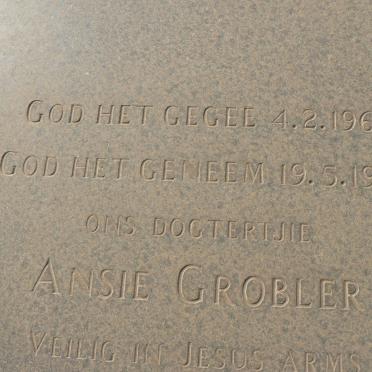 GOD HET GEGEE 4.2.196
GOD HET GENEEM 19.5.19
ONS DOGTERTJIE
ANSIE GROBLER
VEILIG IN JESUS ARMS